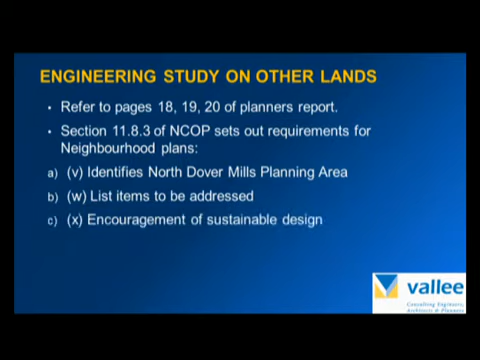 ENGINEERING STUDY ON OTHER LANDS
• Refer to pages 18, 19, 20 of planners report.
• Section 11.8.3 of NCOP sets out requirements for
Neighbourhood plans:
a) (v) Identifies North Dover Mills Planning Area
b) (w) List items to be addressed
c) (x) Encouragement of sustainable design
vallee
Consulting Engineers,
Architects & Planners